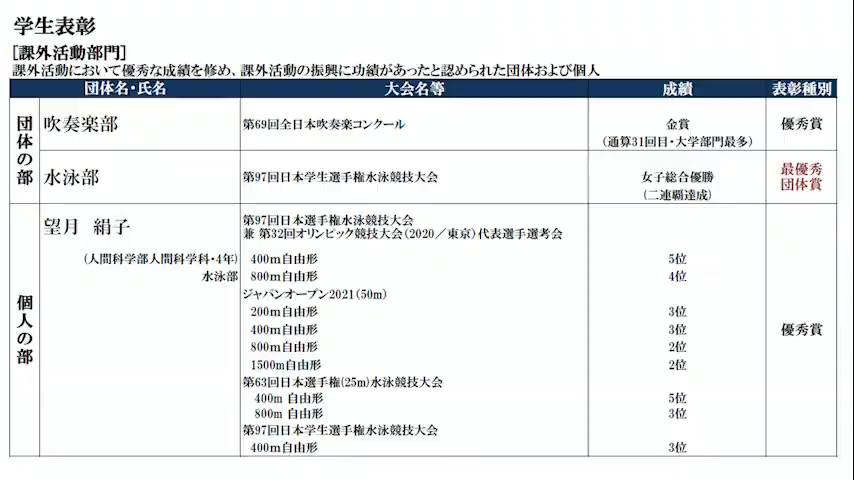 学生表彰
[課外活動部門]
課外活動において優秀な成績を修め、課外活動の振興に功績があったと認められた団体および個人
団体名・氏名 大会名等 成績 表彰種別
団体の部
吹奏楽部 第69回全日本吹奏楽コンクール 金賞 優秀賞
(通算31回目・大学部門最多)
水泳部 第97回日本学生選手権水泳競技大会 女子総合優勝 最優秀
(二連覇達成) 団体賞
個人の部
望月 絹子 第97回日本選手権水泳競技大会
兼 第32回オリンピック競技大会(2020/東京)代表選手選考会
(人間科学部人間科学科・4年) 400m自由形 5位
水泳部 800m自由形 4位
ジャパンオープン2021(50m)
200m自由形 3位
400m自由形 3位 優秀賞
800m自由形 2位
1500m自由形 2位
第63回日本選手権(25m)水泳競技大会
400m 自由形 5位
800m 自由形 3位
第97回日本学生選手権水泳競技大会
400m自由形 3位